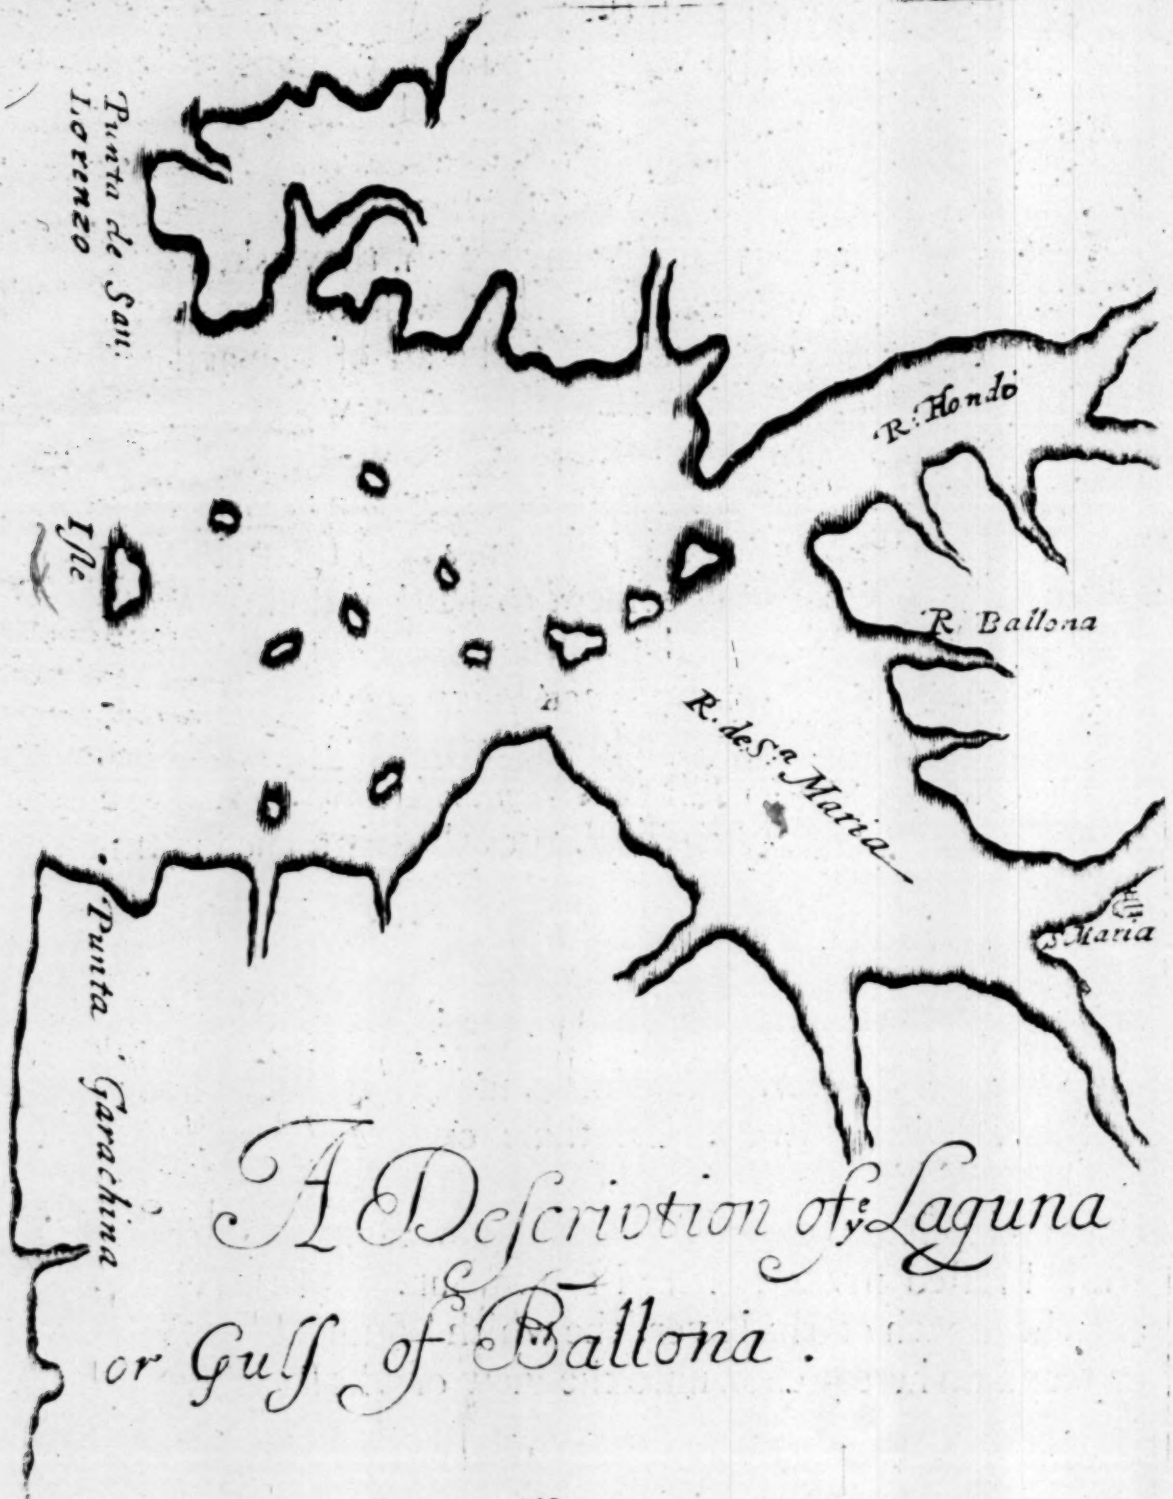 Punta de San:
Lorenzo
R: Hondo
Isle
R Ballona
R. de Sta. Maria
S Maria
Punta Garachina
A Description of ye Laguna
or Gulf of Ballona.